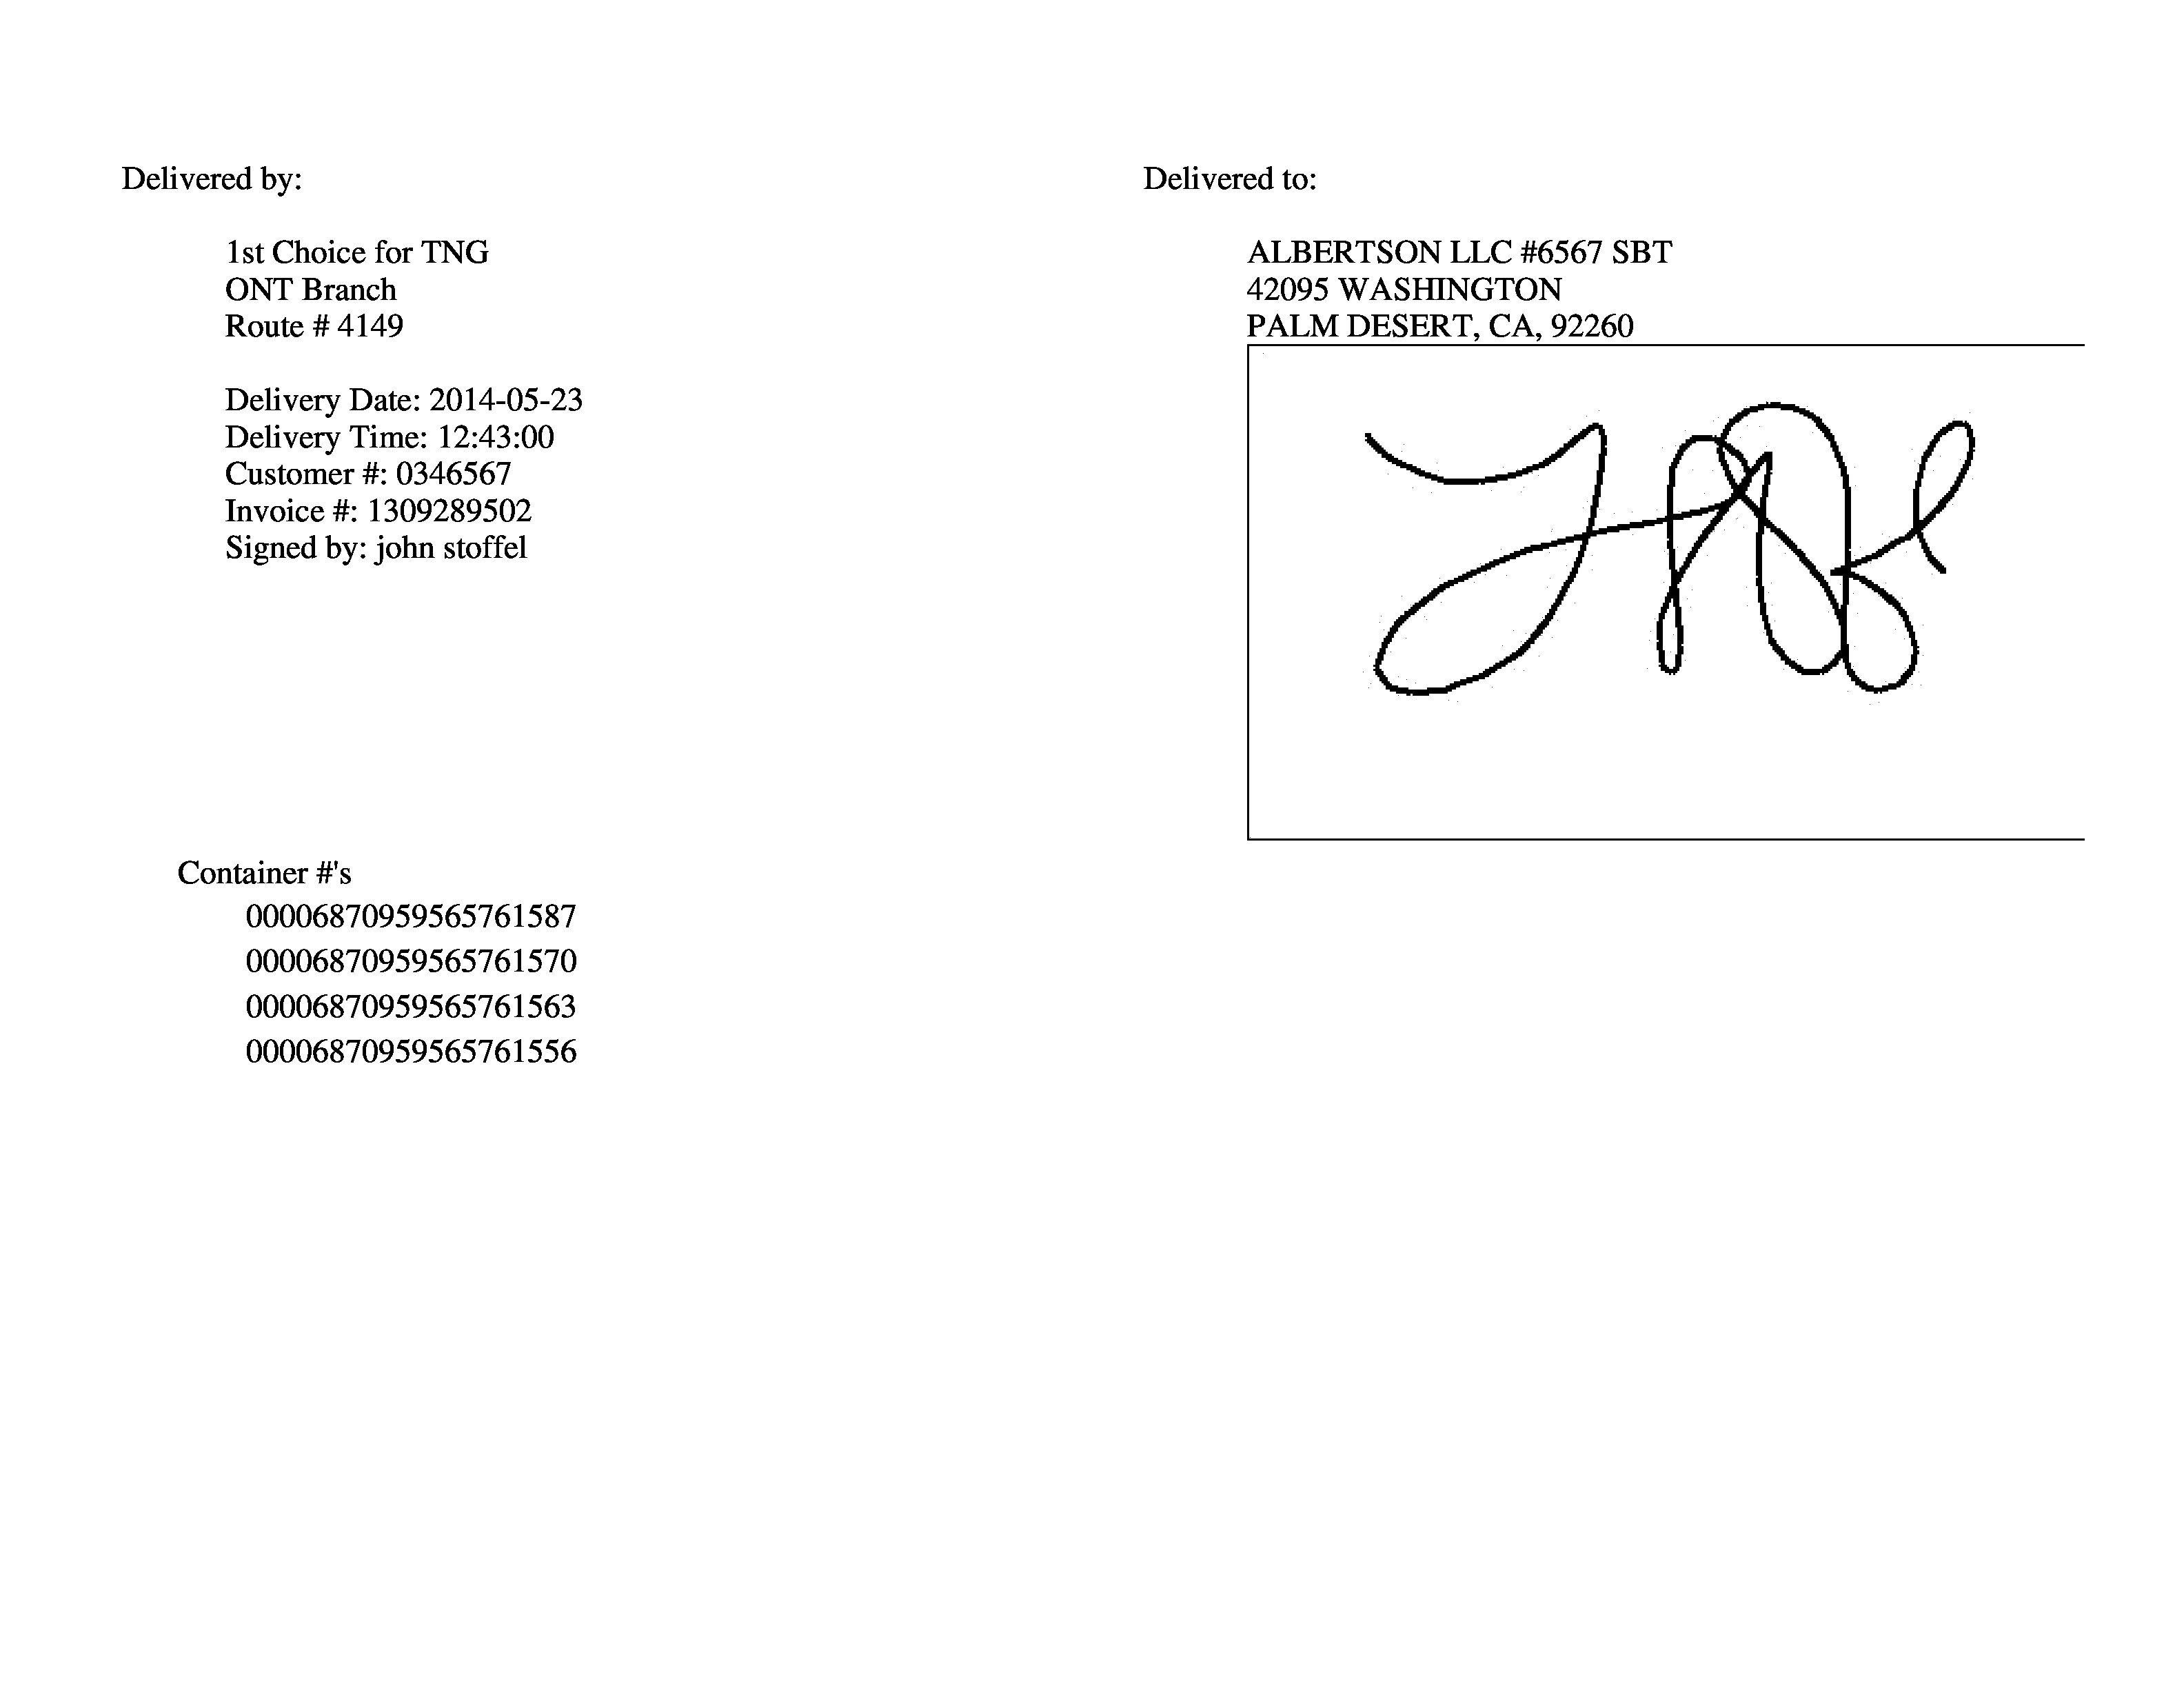 Delivered by:
1st Choice for TNG
ONT Branch
Route # 4149
Delivery Date: 2014-05-23
Delivery Time: 12:43:00
Customer #: 0346567
Invoice #: 1309289502
Signed by: john stoffel
Delivered to:
ALBERTSON LLC #6567 SBT
42095 WASHINGTON
PALM DESERT, CA, 92260
Container #'s
00006870959565761587
00006870959565761570
00006870959565761563
00006870959565761556